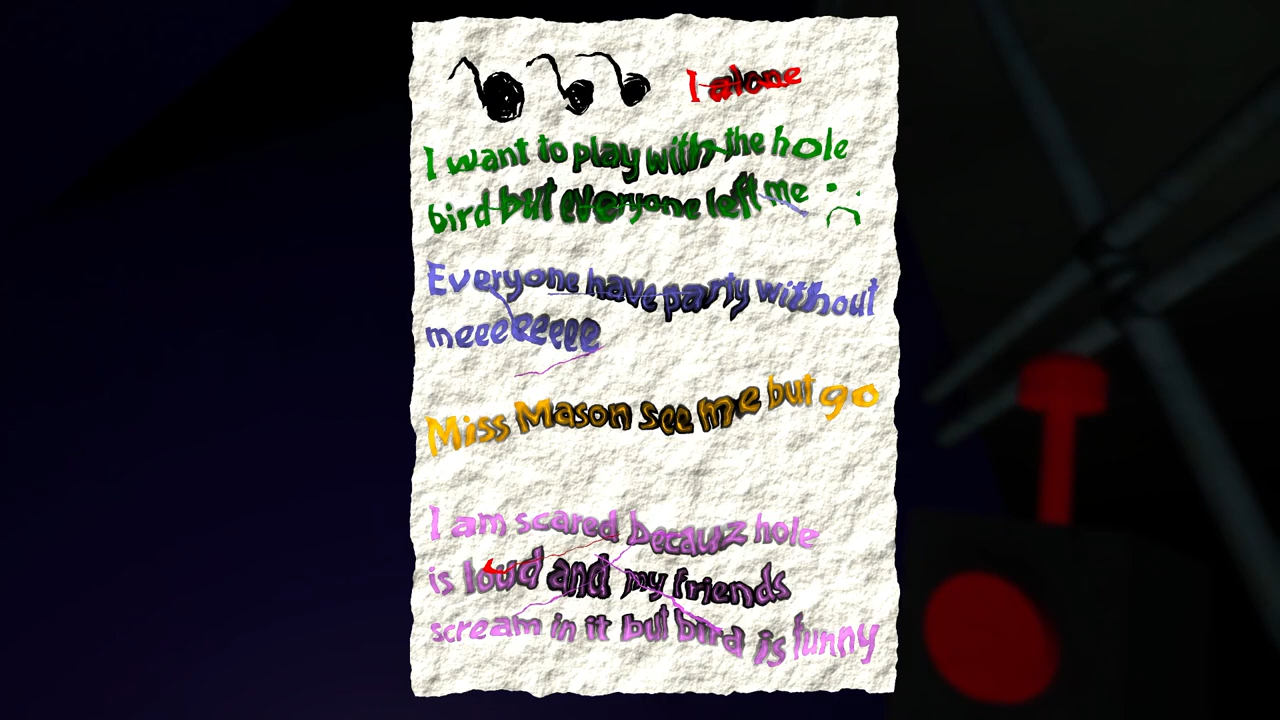 I alone
I want to play with the hole
bird but everyone left me
Everyone have party without
meeeeeeee
Miss Mason see me but go
I am scared becauz hole
is loud and my friends
scream in it but bird is funny